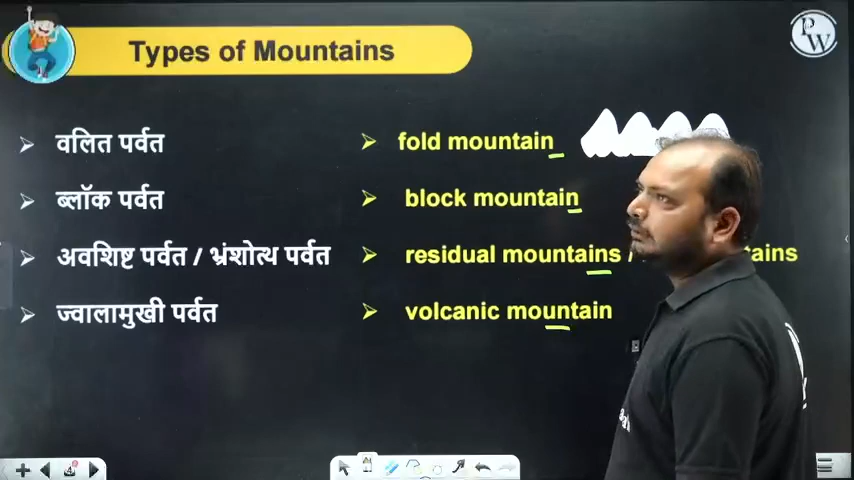 Types of Mountains
PW
वलित पर्वत
fold mountain
ब्लॉक पर्वत
block mountain
अवशिष्ट पर्वत / भ्रंशोत्थ पर्वत
residual mountains /
ज्वालामुखी पर्वत
volcanic mountain